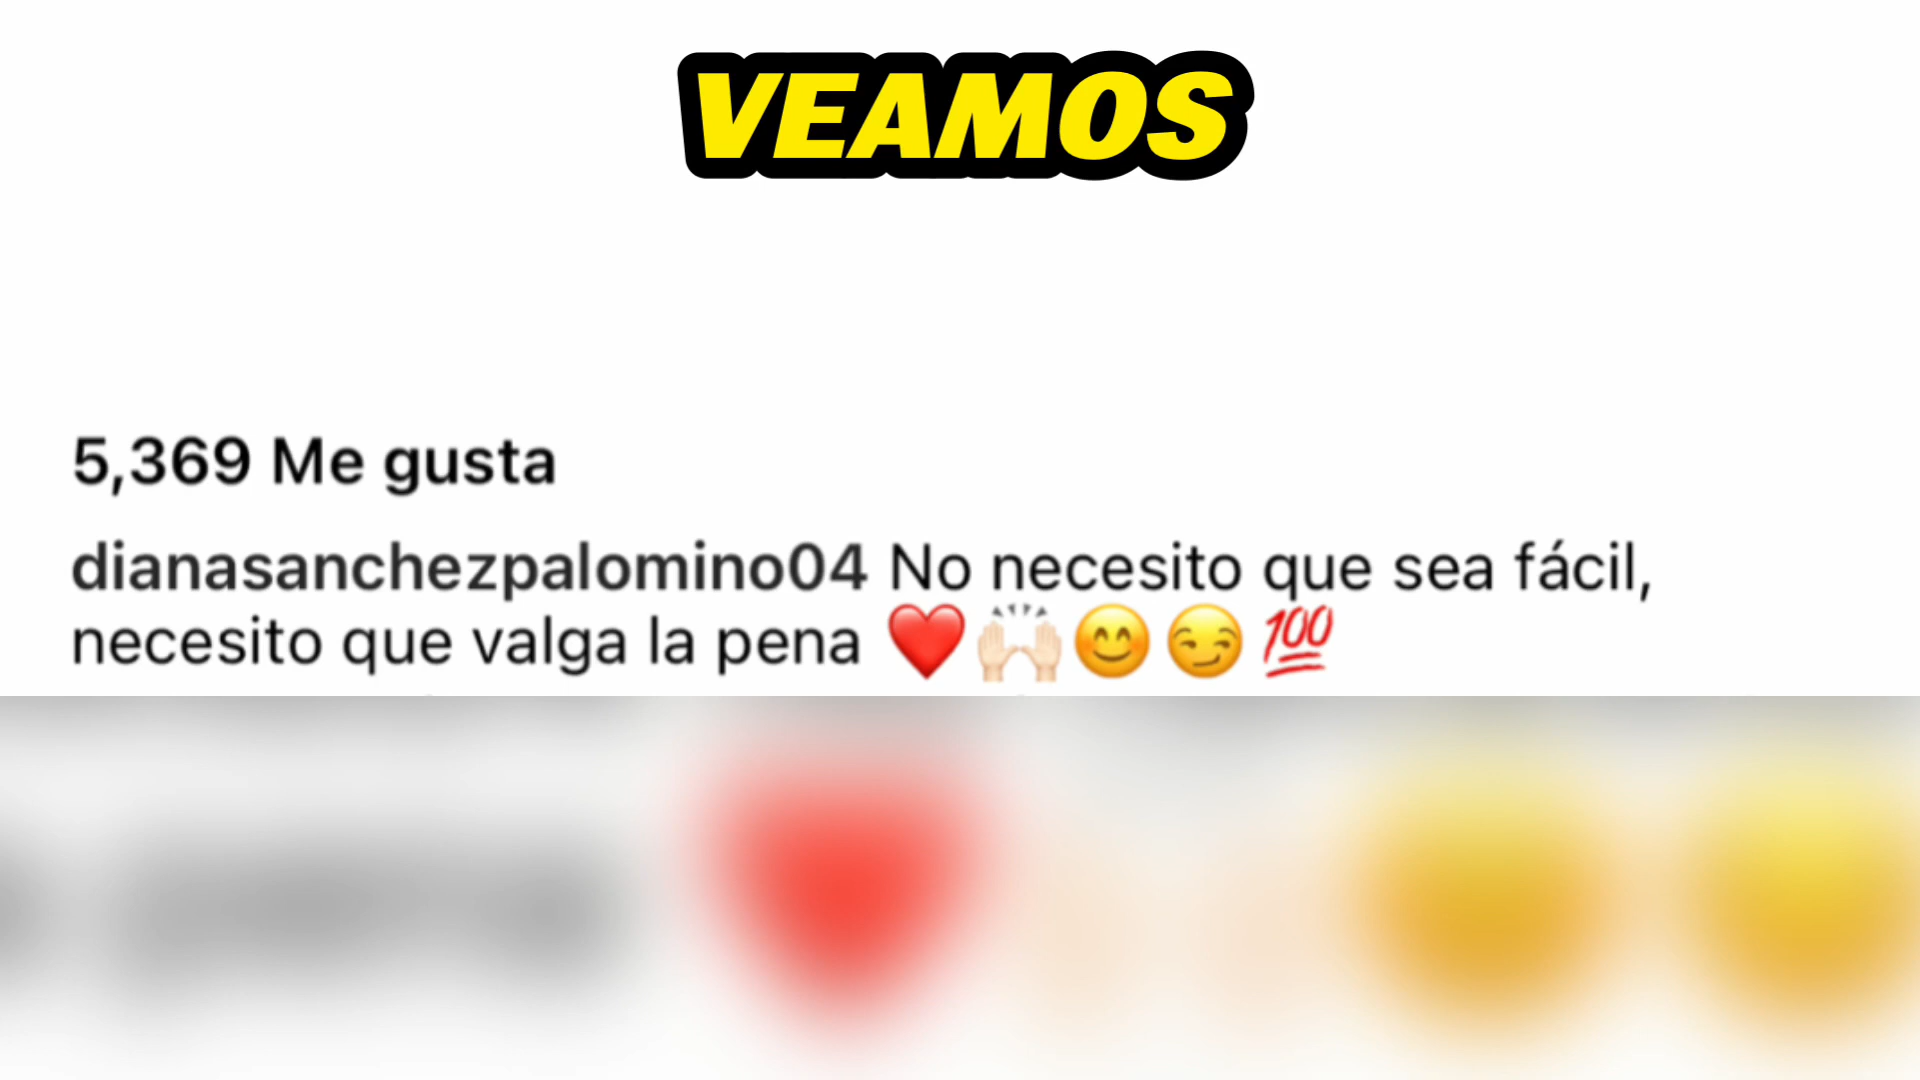 VEAMOS
5,369 Me gusta
dianasanchezpalomino04 No necesito que sea fácil,
necesito que valga la pena ❤️🙌🏻😊😏💯